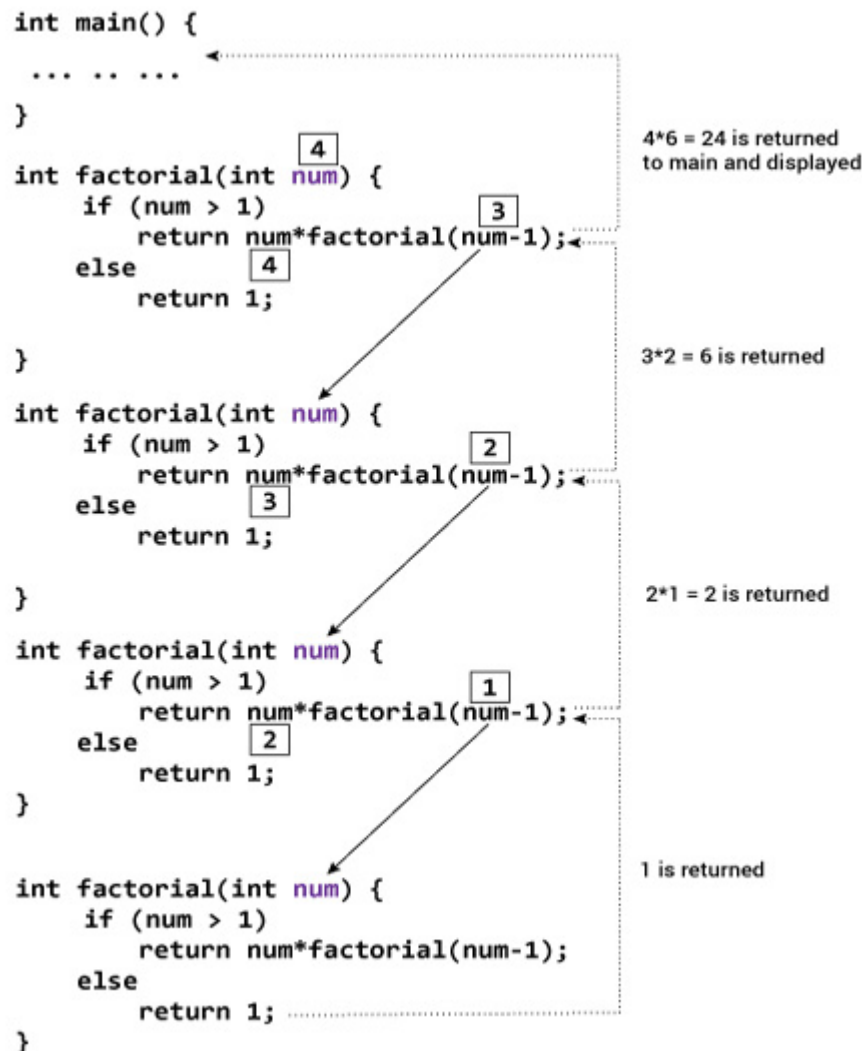 int main() {
... .. ...
}
4*6 = 24 is returned
to main and displayed
4
int factorial(int num) {
if (num > 1)
3
return num*factorial(num-1);
else
4
return 1;
}
3*2 = 6 is returned
int factorial(int num) {
if (num > 1)
2
return num*factorial(num-1);
else
3
return 1;
}
2*1 = 2 is returned
int factorial(int num) {
if (num > 1)
1
return num*factorial(num-1);
else
2
return 1;
}
1 is returned
int factorial(int num) {
if (num > 1)
return num*factorial(num-1);
else
return 1;
}